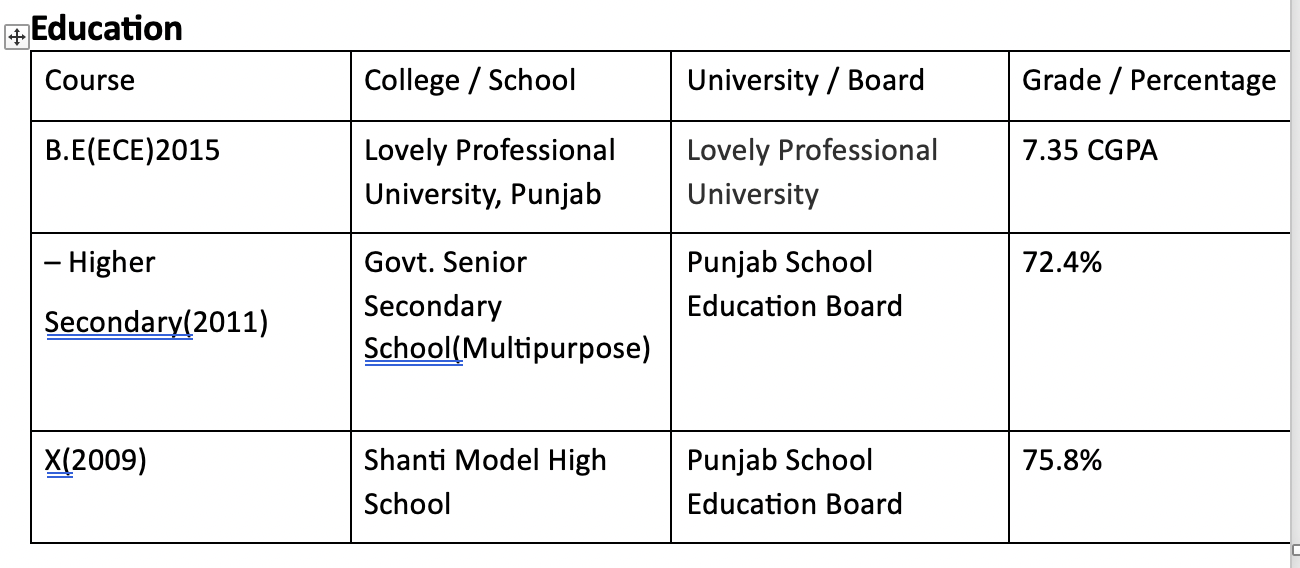 Education
Course
College / School
University / Board
Grade / Percentage
B.E(ECE)2015
Lovely Professional
University, Punjab
Lovely Professional
University
7.35 CGPA
– Higher
Secondary(2011)
Govt. Senior
Secondary
School(Multipurpose)
Punjab School
Education Board
72.4%
X(2009)
Shanti Model High
School
Punjab School
Education Board
75.8%